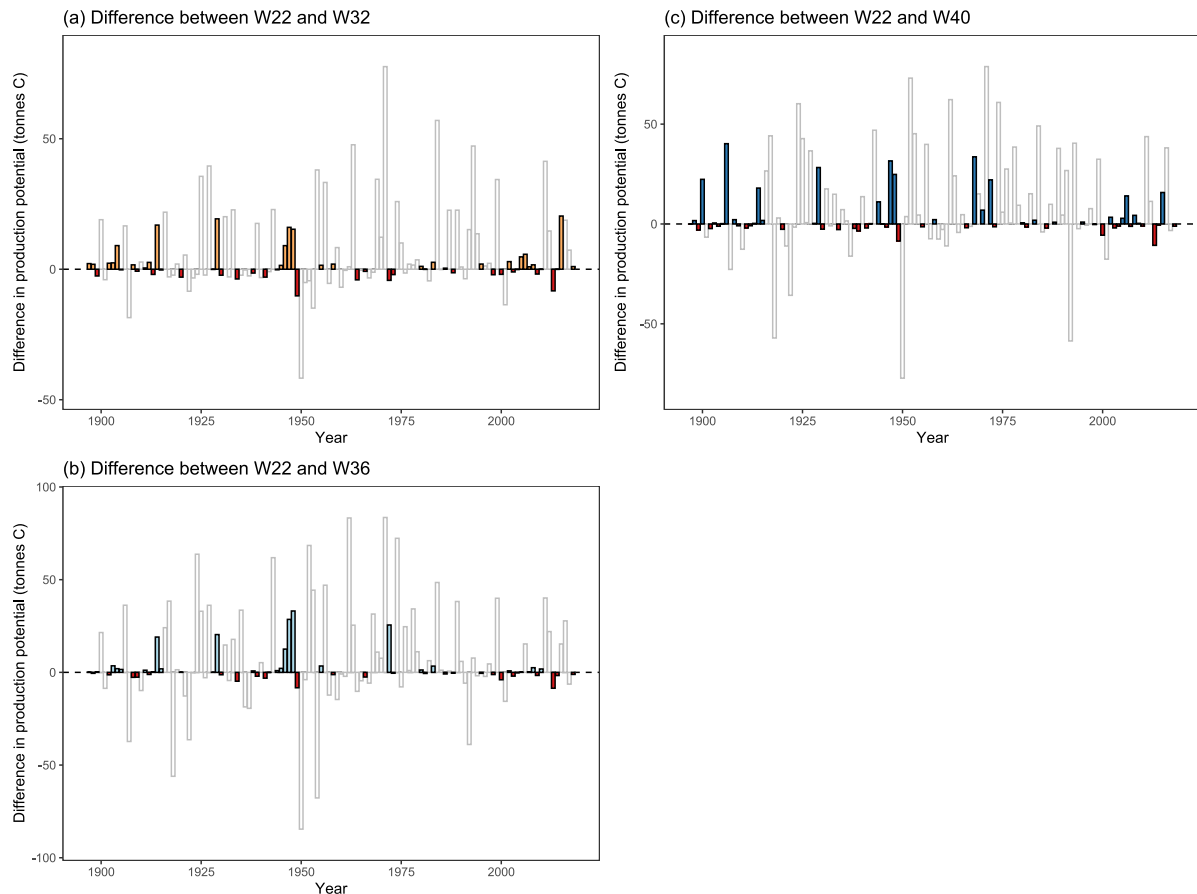 (a) Difference between W22 and W32
Difference in production potential (tonnes C)
50
0
-50
1900 1925 1950 1975 2000
Year
(c) Difference between W22 and W40
Difference in production potential (tonnes C)
50
0
-50
1900 1925 1950 1975 2000
Year
(b) Difference between W22 and W36
Difference in production potential (tonnes C)
100
50
0
-50
-100
1900 1925 1950 1975 2000
Year